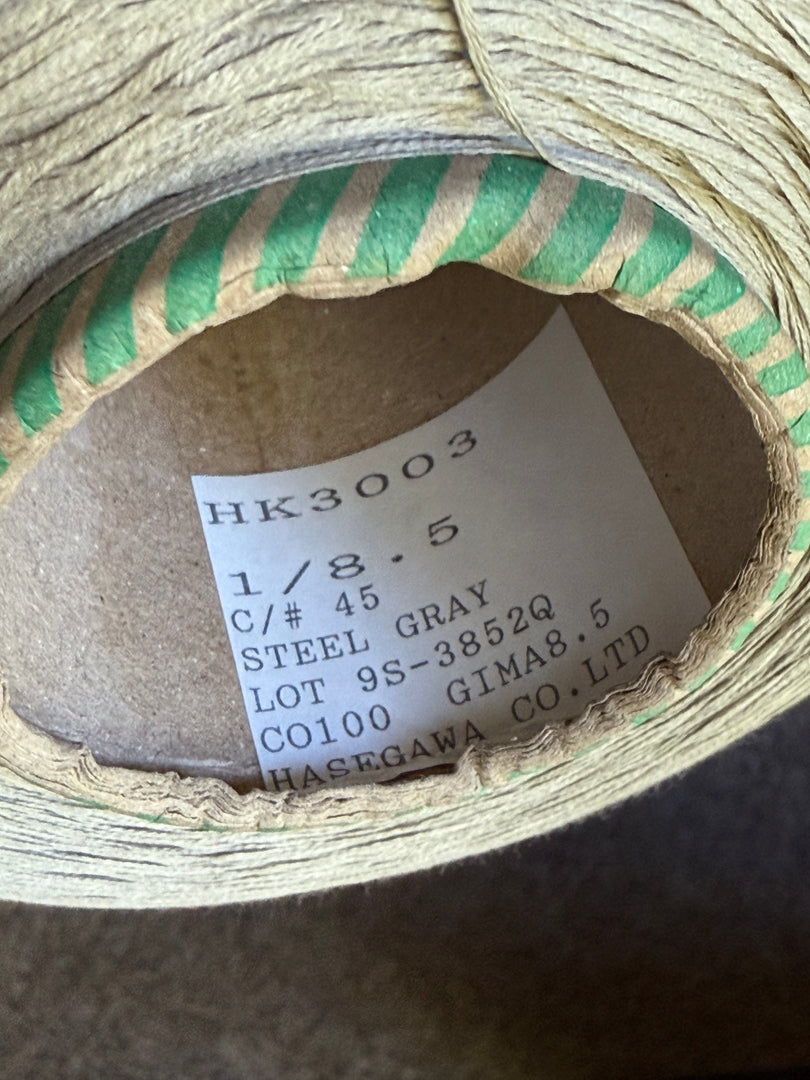 HK3003
1/8.5
C/# 45
STEEL GRAY
LOT 9S-3852Q
CO100 GIMA8.5
HASEGAWA CO.LTD